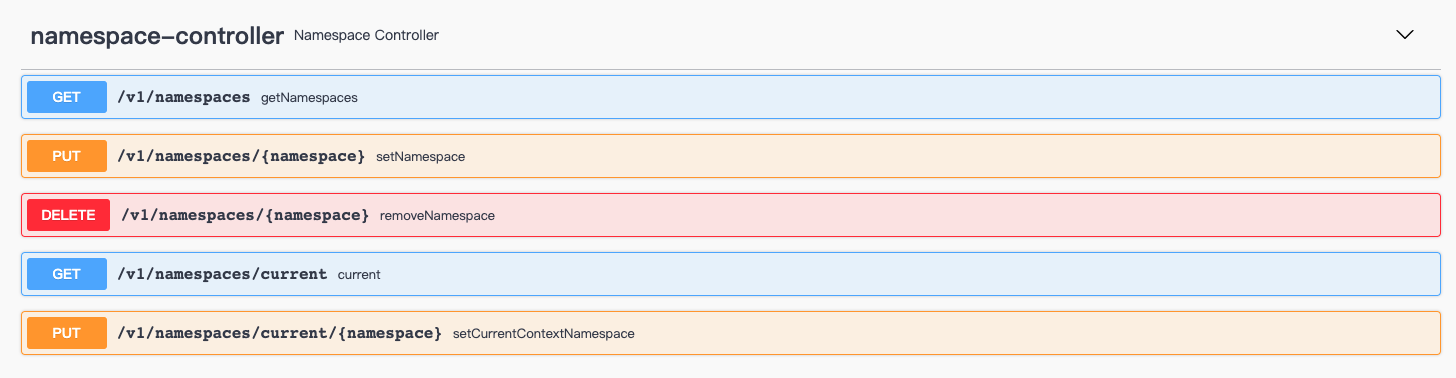 namespace-controller Namespace Controller
GET /v1/namespaces getNamespaces
PUT /v1/namespaces/{namespace} setNamespace
DELETE /v1/namespaces/{namespace} removeNamespace
GET /v1/namespaces/current current
PUT /v1/namespaces/current/{namespace} setCurrentContextNamespace